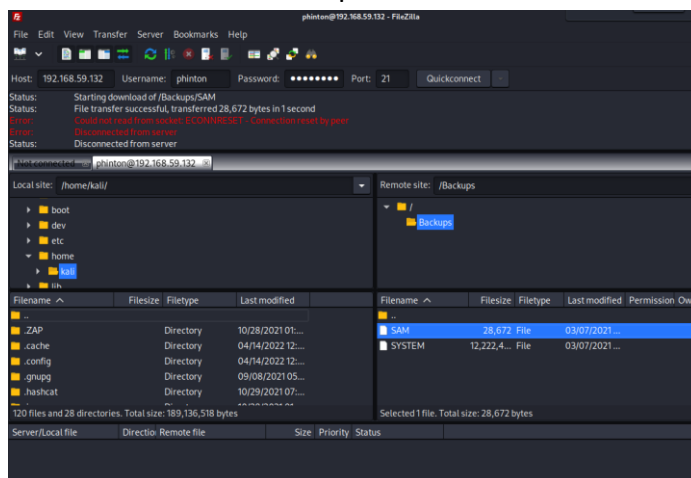 phinton@192.168.59.132 - FileZilla
File Edit View Transfer Server Bookmarks Help
Host: 192.168.59.132 Username: phinton Password: ●●●●●●●● Port: 21 Quickconnect
Status: Starting download of /Backups/SAM
Status: File transfer successful, transferred 28,672 bytes in 1 second
Error: Could not read from socket: ECONNRESET - Connection reset by peer
Error: Disconnected from server
Status: Disconnected from server
Not connected phinton@192.168.59.132
Local site: /home/kali/
Remote site: /Backups
boot
dev
etc
home
kali
lib
/
Backups
Filename Filesize Filetype Last modified
..
.ZAP Directory 10/28/2021 01:...
.cache Directory 04/14/2022 12:...
.config Directory 04/14/2022 12:...
.gnupg Directory 09/08/2021 05...
.hashcat Directory 10/29/2021 07:...
120 files and 28 directories. Total size: 189,136,518 bytes
Filename Filesize Filetype Last modified Permission Ow
..
SAM 28,672 File 03/07/2021 ...
SYSTEM 12,222,4... File 03/07/2021 ...
Selected 1 file. Total size: 28,672 bytes
Server/Local file Directio Remote file Size Priority Status